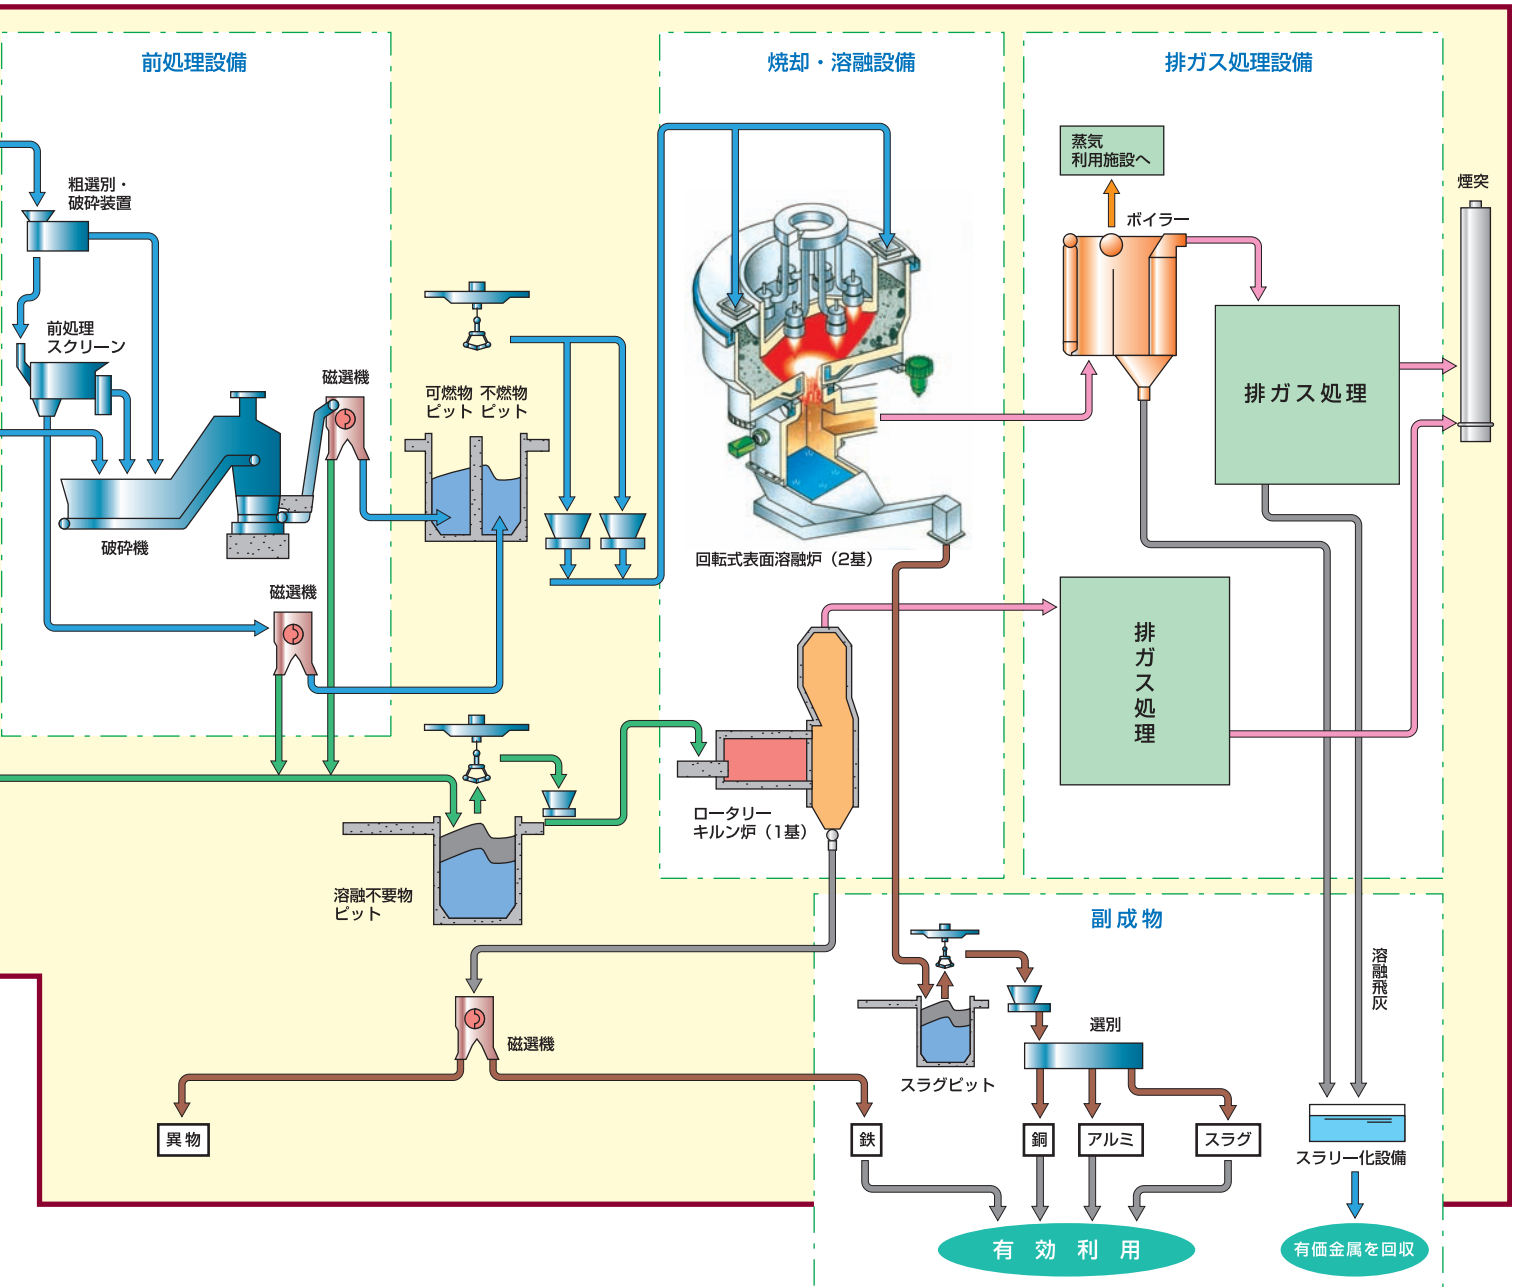 前処理設備
焼却・溶融設備
排ガス処理設備
蒸気
利用施設へ
煙突
粗選別・
破砕装置
ボイラー
前処理
スクリーン
磁選機
可燃物
ピット
不燃物
ピット
排ガス処理
破砕機
回転式表面溶融炉（2基）
磁選機
排ガス処理
ロータリー
キルン炉（1基）
溶融不要物
ピット
副成物
溶融飛灰
磁選機
選別
スラグピット
異物
鉄
銅
アルミ
スラグ
スラリー化設備
有効利用
有価金属を回収